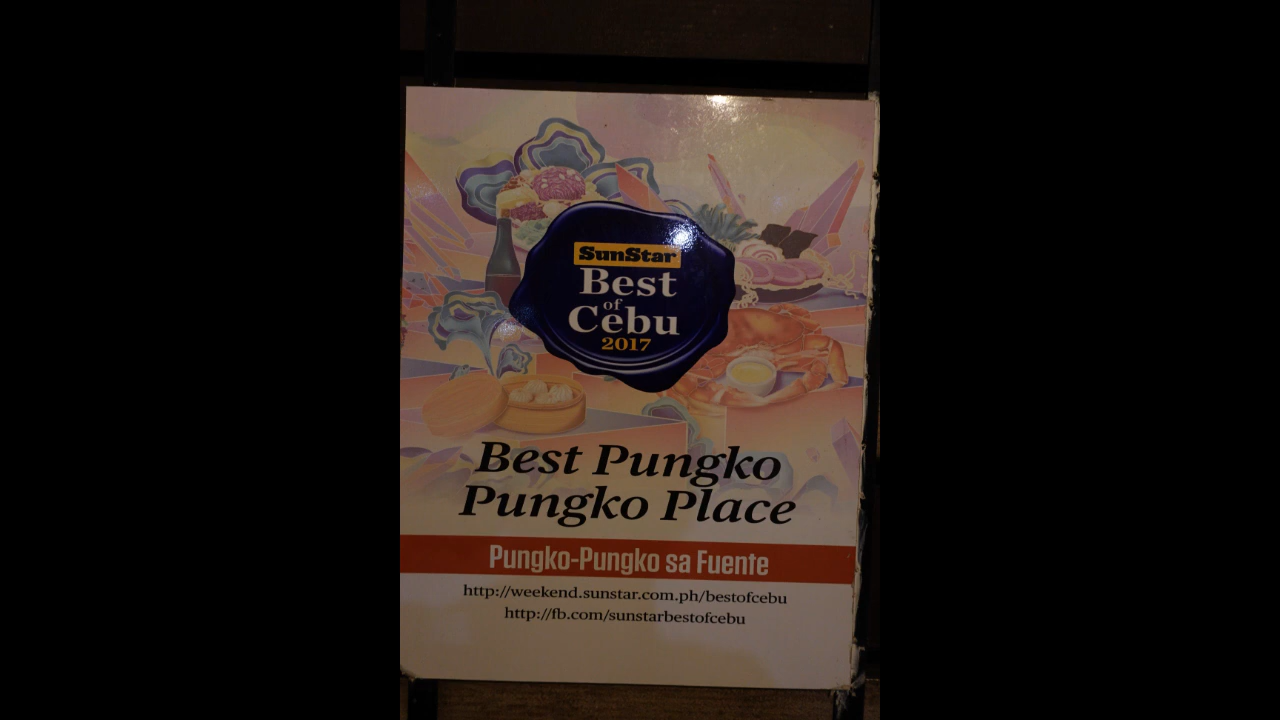 SunStar
Best
of
Cebu
2017
Best Pungko
Pungko Place
Pungko-Pungko sa Fuente
http://weekend.sunstar.com.ph/bestofcebu
http://fb.com/sunstarbestofcebu